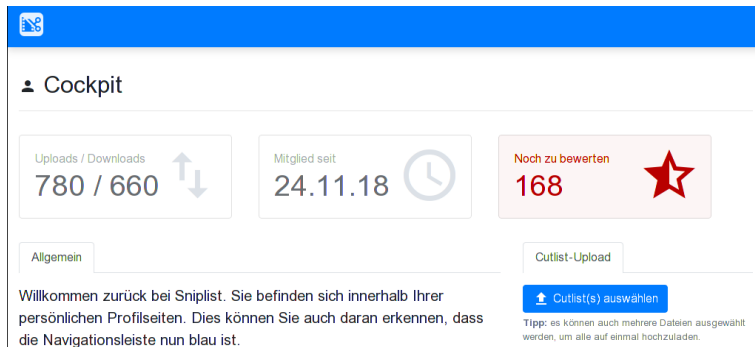 Cockpit
Uploads / Downloads
780 / 660
Mitglied seit
24.11.18
Noch zu bewerten
168
Allgemein
Willkommen zurück bei Sniplist. Sie befinden sich innerhalb Ihrer
persönlichen Profilseiten. Dies können Sie auch daran erkennen, dass
die Navigationsleiste nun blau ist.
Cutlist-Upload
Cutlist(s) auswählen
Tipp: es können auch mehrere Dateien ausgewählt
werden, um alle auf einmal hochzuladen.